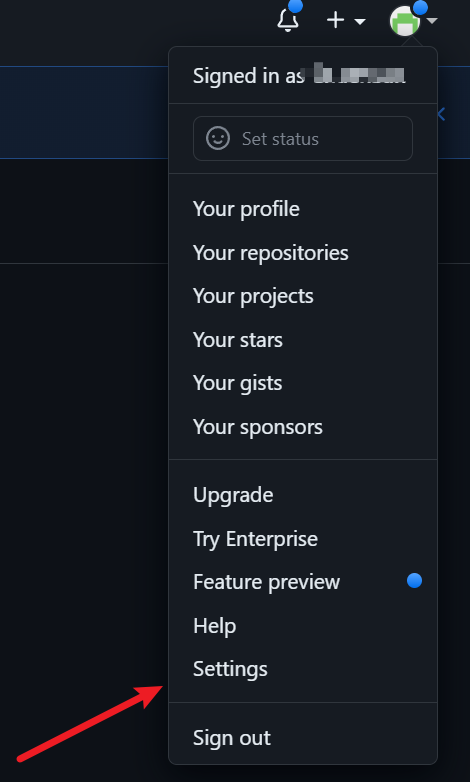 Signed in as
Set status
Your profile
Your repositories
Your projects
Your stars
Your gists
Your sponsors
Upgrade
Try Enterprise
Feature preview
Help
Settings
Sign out